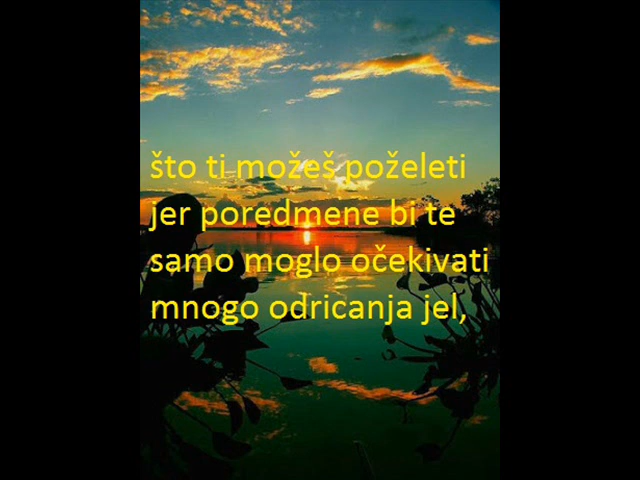 što ti možeš poželeti
jer poredmene bi te
samo moglo očekivati
mnogo odricanja jel,